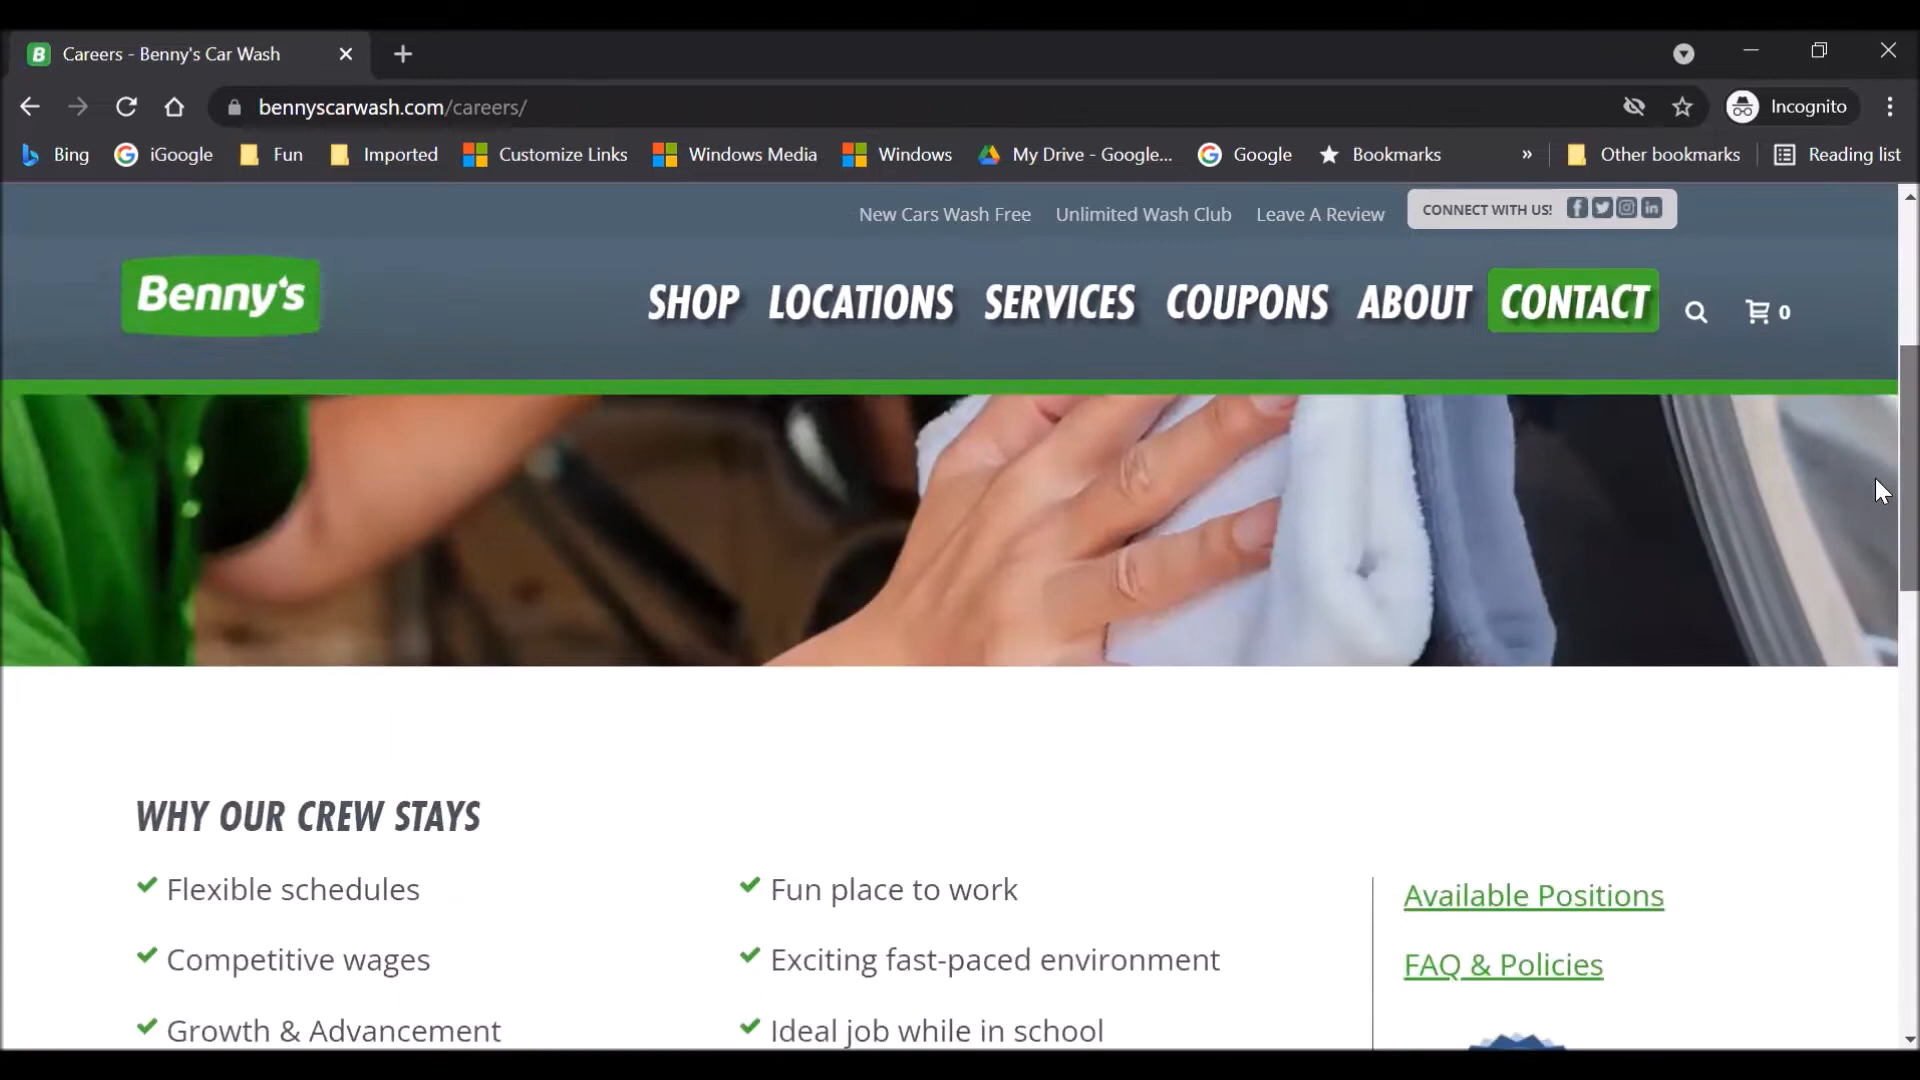 Careers - Benny's Car Wash
bennyscarwash.com/careers/
Incognito
Bing
iGoogle
Fun
Imported
Customize Links
Windows Media
Windows
My Drive - Google...
Google
Bookmarks
»
Other bookmarks
Reading list
New Cars Wash Free
Unlimited Wash Club
Leave A Review
CONNECT WITH US!
Benny's
SHOP
LOCATIONS
SERVICES
COUPONS
ABOUT
CONTACT
0
WHY OUR CREW STAYS
Flexible schedules
Fun place to work
Available Positions
Competitive wages
Exciting fast-paced environment
FAQ & Policies
Growth & Advancement
Ideal job while in school